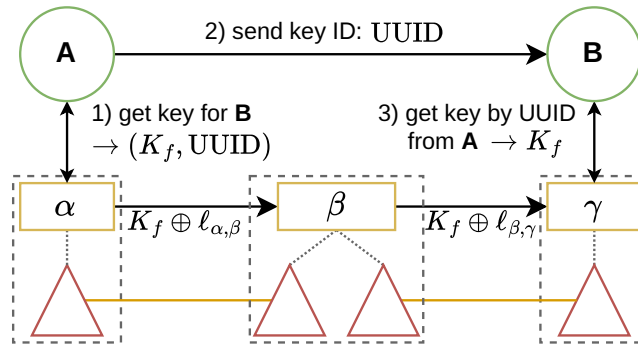 A
2) send key ID: UUID
B
1) get key for B
→ (K_f, UUID)
3) get key by UUID
from A → K_f
α
K_f ⊕ ℓ_{α,β}
β
K_f ⊕ ℓ_{β,γ}
γ